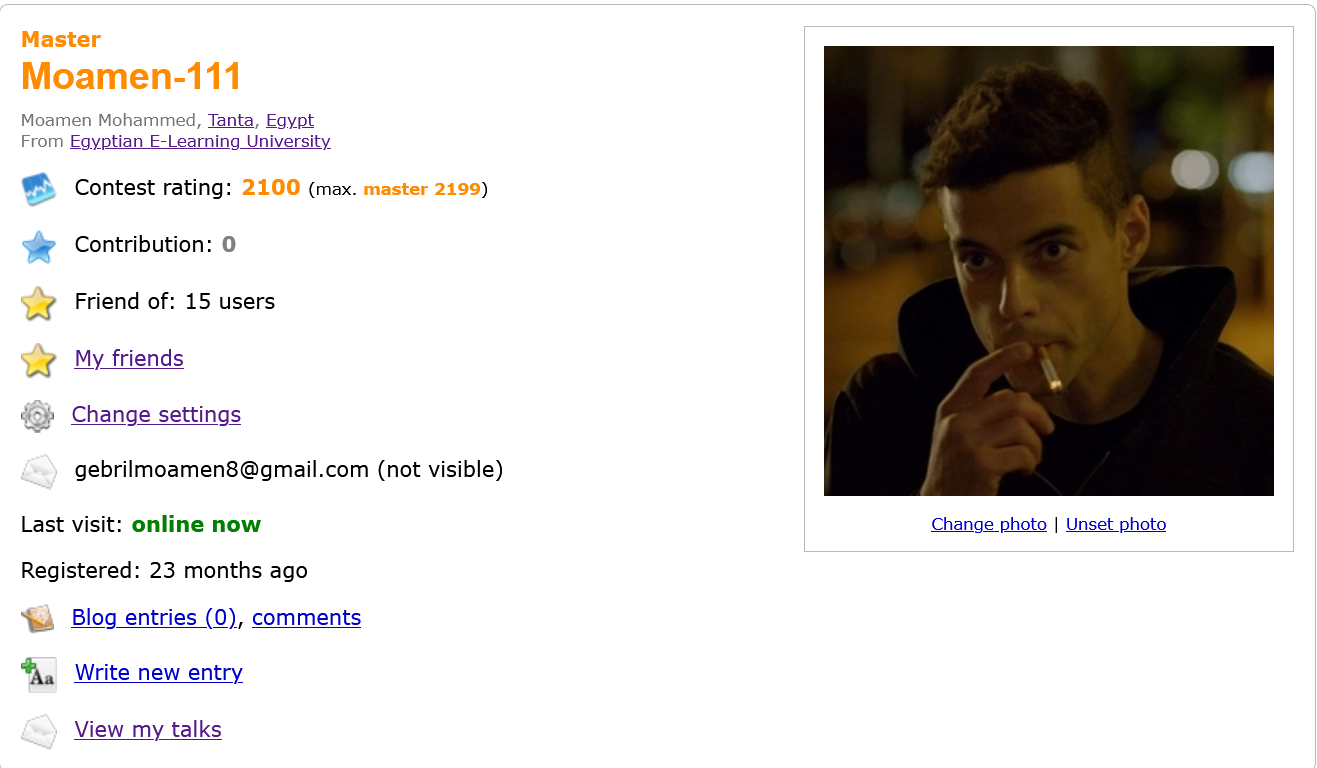 Master
Moamen-111
Moamen Mohammed, Tanta, Egypt
From Egyptian E-Learning University
Contest rating: 2100 (max. master 2199)
Contribution: 0
Friend of: 15 users
My friends
Change settings
gebrilmoamen8@gmail.com (not visible)
Last visit: online now
Registered: 23 months ago
Blog entries (0), comments
Aa Write new entry
View my talks
Change photo | Unset photo